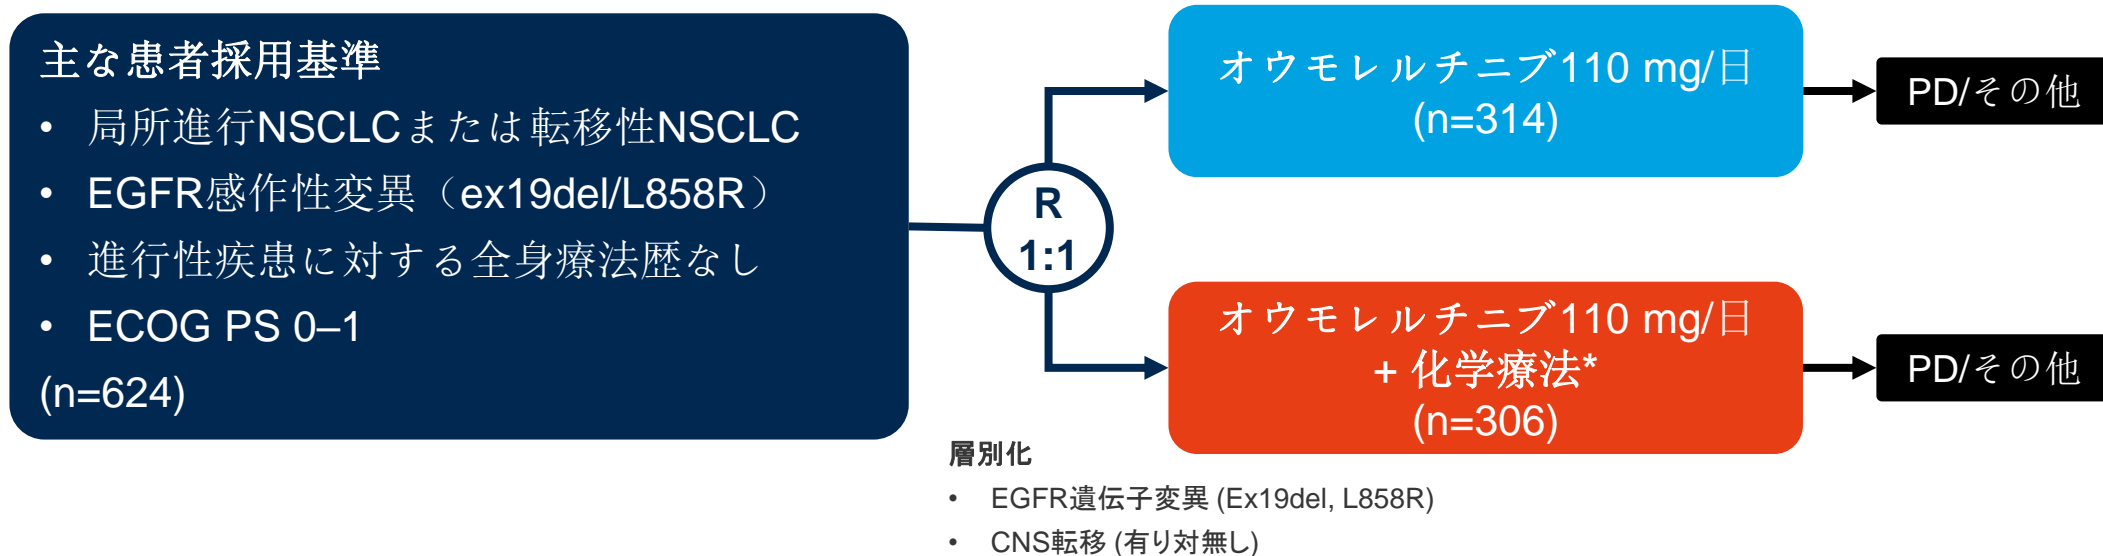 主な患者採用基準
• 局所進行NSCLCまたは転移性NSCLC
• EGFR感作性変異（ex19del/L858R）
• 進行性疾患に対する全身療法歴なし
• ECOG PS 0–1
(n=624)
R
1:1
オウモレルチニブ110 mg/日
(n=314)
PD/その他
オウモレルチニブ110 mg/日
+ 化学療法*
(n=306)
PD/その他
層別化
• EGFR遺伝子変異 (Ex19del, L858R)
• CNS転移 (有り対無し)